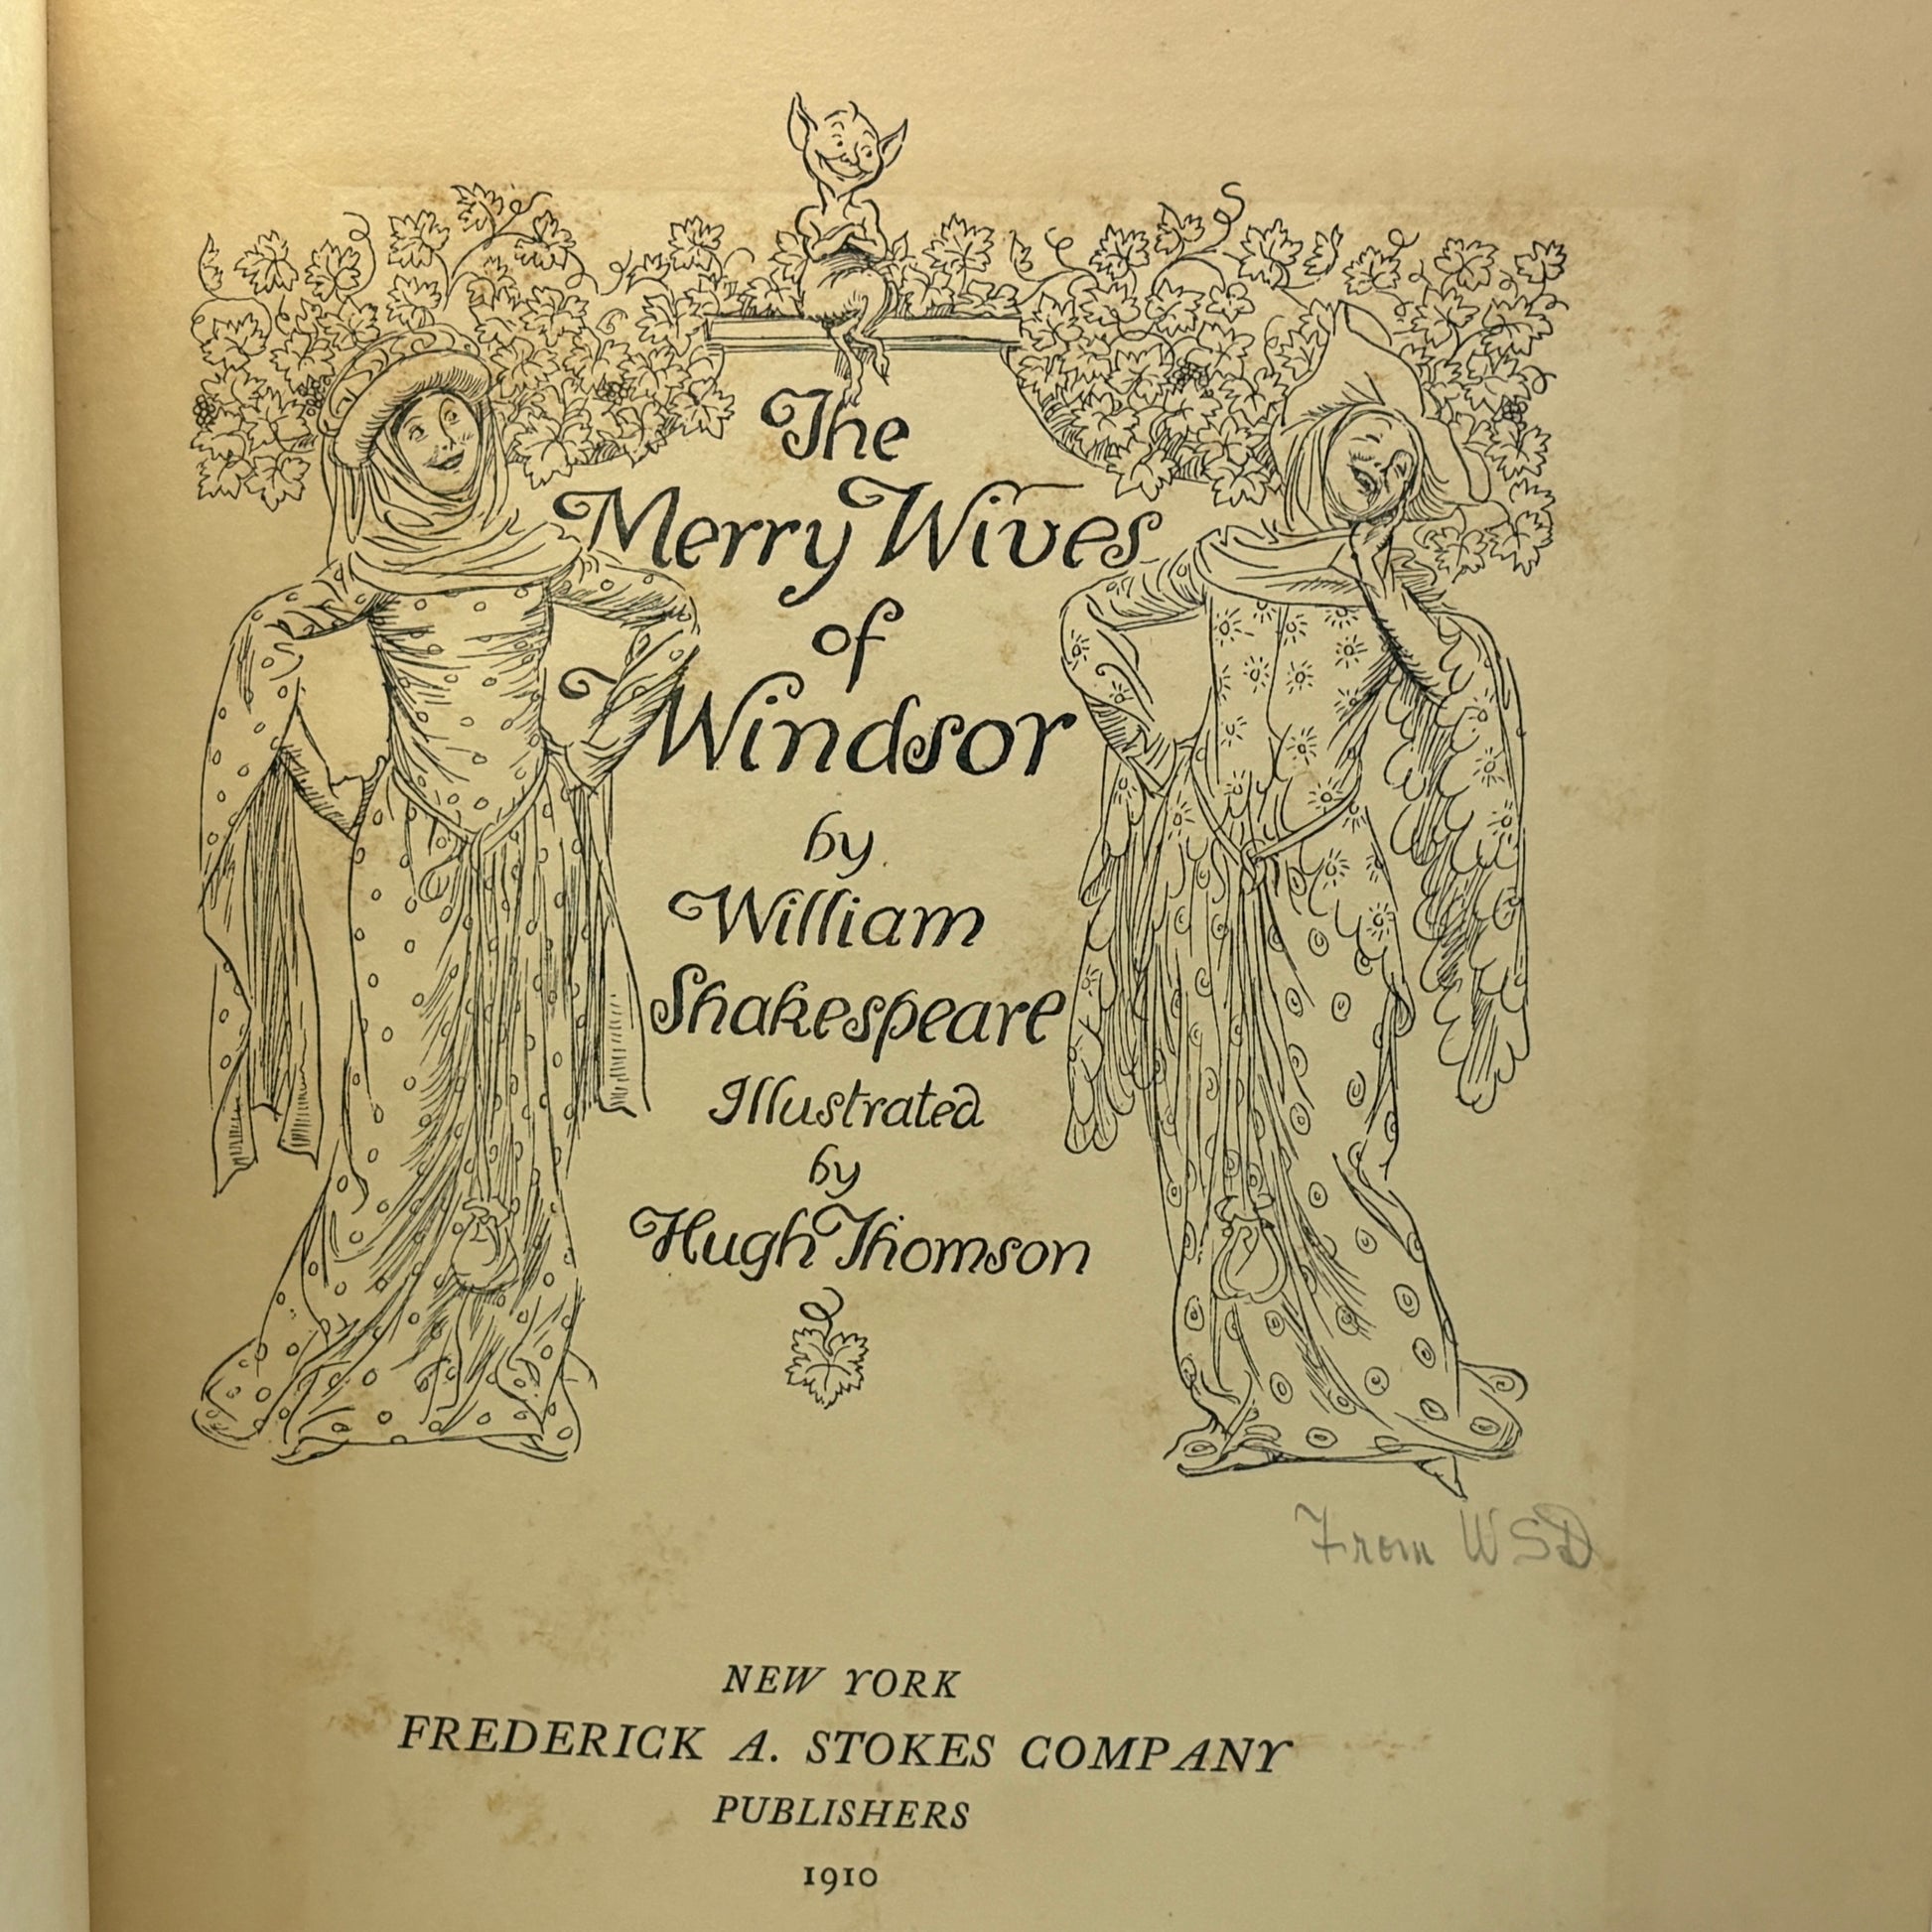 The
Merry Wives
of
Windsor
by
William
Shakespeare
Illustrated
by
Hugh Thomson
From WSD
NEW YORK
FREDERICK A. STOKES COMPANY
PUBLISHERS
1910